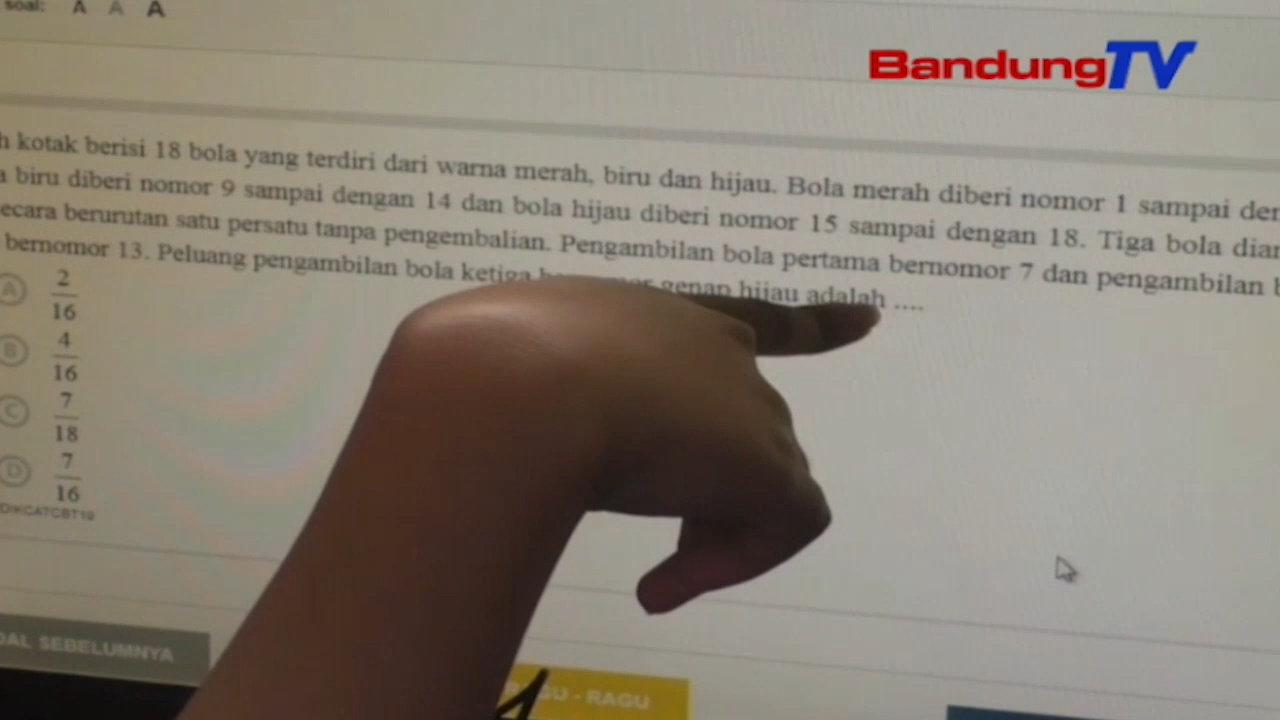 soal: A A A
BandungTV
h kotak berisi 18 bola yang terdiri dari warna merah, biru dan hijau. Bola merah diberi nomor 1 sampai der
a biru diberi nomor 9 sampai dengan 14 dan bola hijau diberi nomor 15 sampai dengan 18. Tiga bola dian
ecara berurutan satu persatu tanpa pengembalian. Pengambilan bola pertama bernomor 7 dan pengambilan b
bernomor 13. Peluang pengambilan bola ketiga genap hijau adalah ....
A 2/16
B 4/16
C 7/18
D 7/16
SEBELUMNYA
RAGU - RAGU